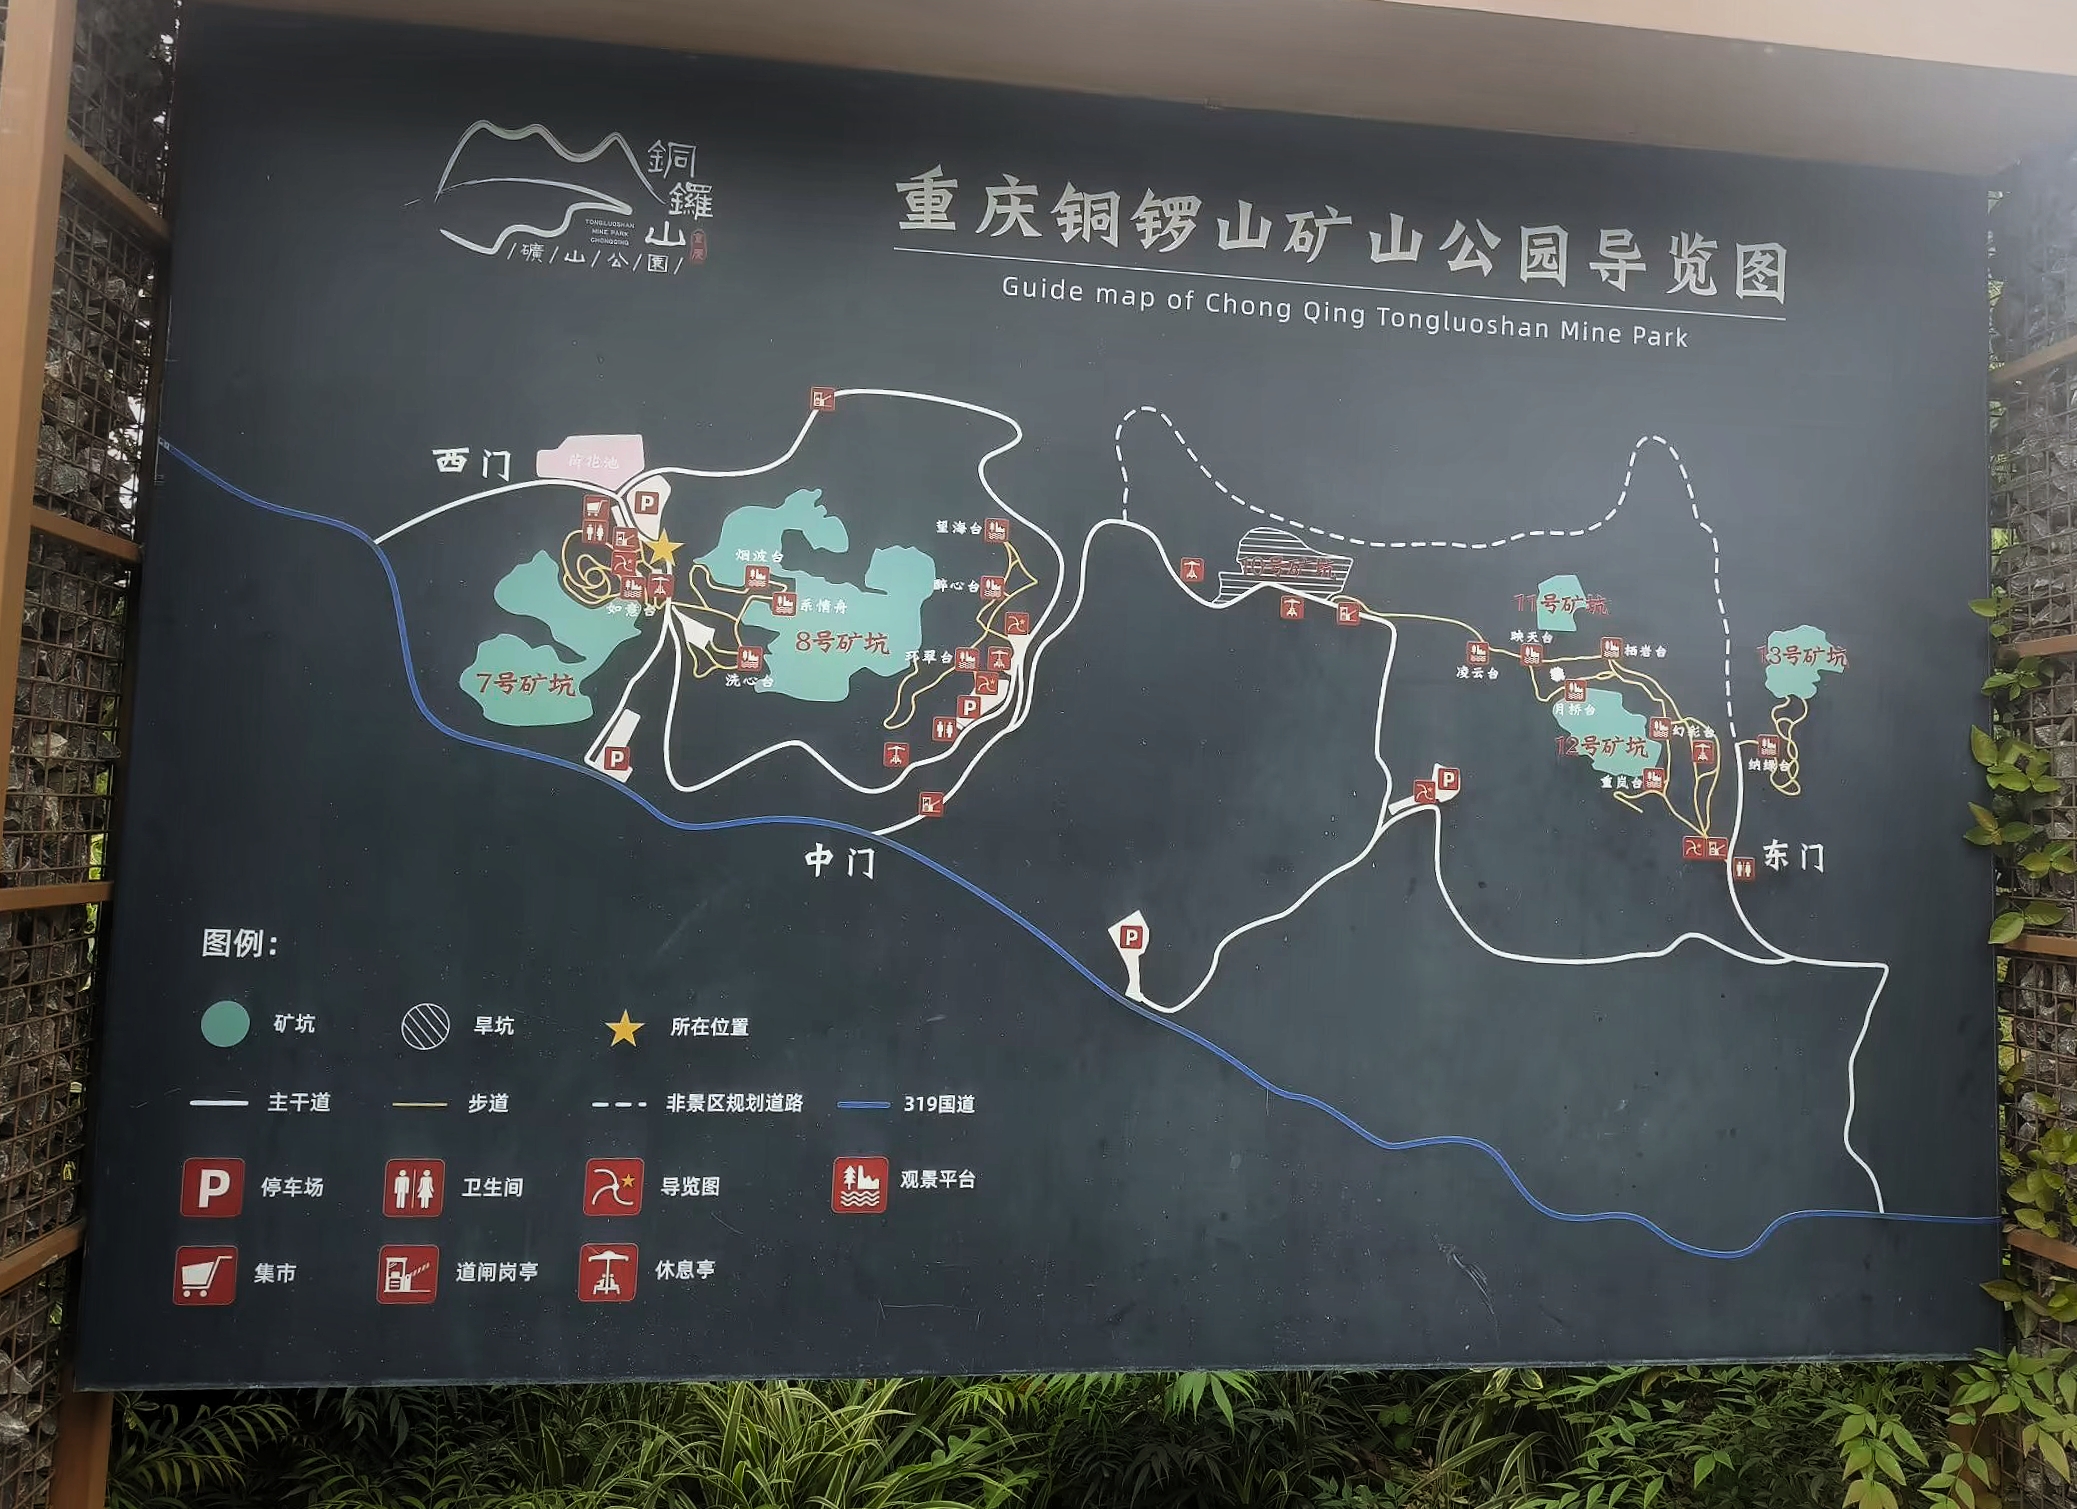 銅
鑼
山
重慶
TONGLUOSHAN
MINE PARK
CHONGQING
/礦/山/公/園/
重庆铜锣山矿山公园导览图
Guide map of Chong Qing Tongluoshan Mine Park
西门
荷花池
P
望海台
烟波台
醉心台
如意台
乐情舟
8号矿坑
环翠台
洗心台
7号矿坑
P
P
中门
10号矿坑
11号矿坑
映天台
栖岩台
凌云台
13号矿坑
月桥台
幻彩台
12号矿坑
纳绿台
重岚台
P
东门
P
图例：
矿坑
旱坑
所在位置
主干道
步道
非景区规划道路
319国道
P 停车场
卫生间
导览图
观景平台
集市
道闸岗亭
休息亭